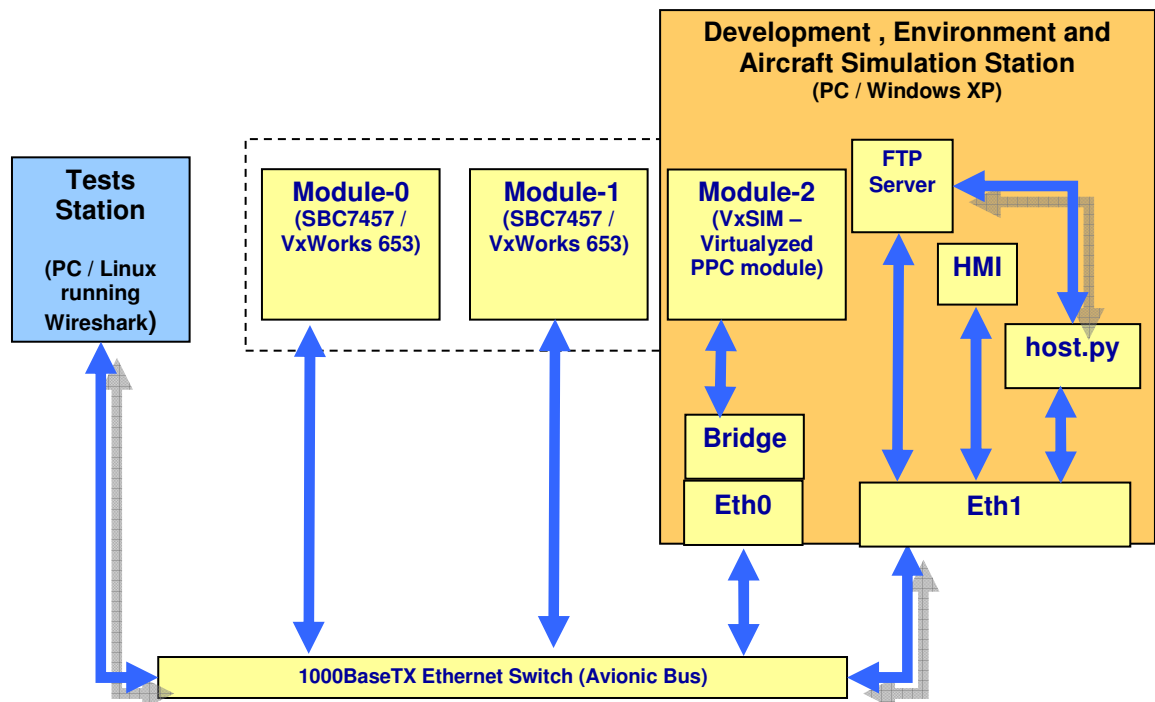 Development , Environment and
Aircraft Simulation Station
(PC / Windows XP)
Tests
Station
(PC / Linux
running
Wireshark)
Module-0
(SBC7457 /
VxWorks 653)
Module-1
(SBC7457 /
VxWorks 653)
Module-2
(VxSIM –
Virtualyzed
PPC module)
FTP
Server
HMI
host.py
Bridge
Eth0
Eth1
1000BaseTX Ethernet Switch (Avionic Bus)